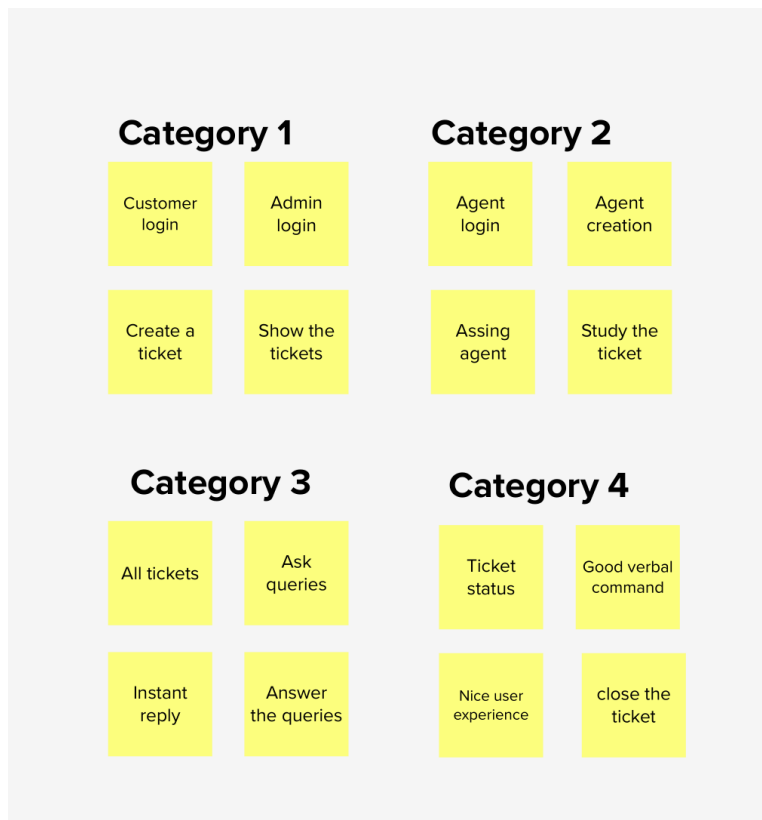 Category 1
Customer
login
Admin
login
Create a
ticket
Show the
tickets
Category 2
Agent
login
Agent
creation
Assing
agent
Study the
ticket
Category 3
All tickets
Ask
queries
Instant
reply
Answer
the queries
Category 4
Ticket
status
Good verbal
command
Nice user
experience
close the
ticket